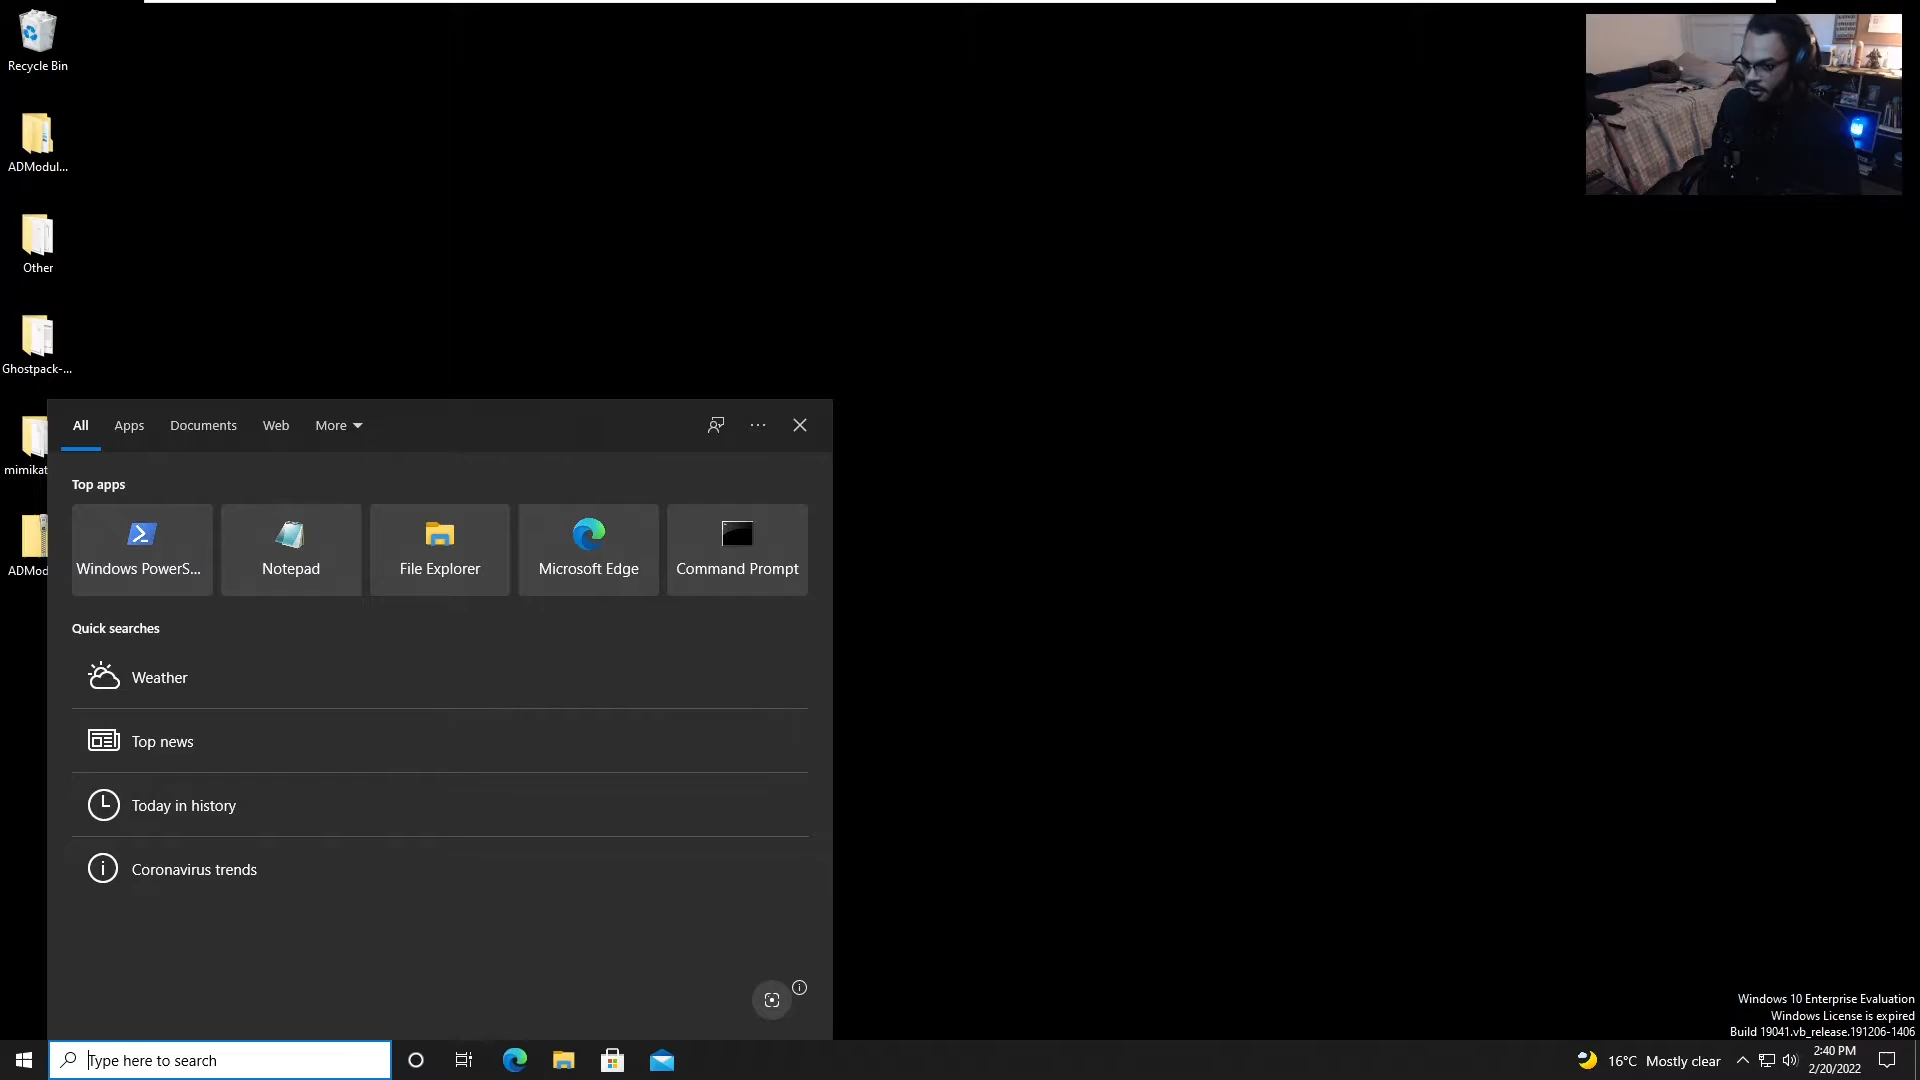 Recycle Bin
ADModul...
Other
Ghostpack-...
mimikat
ADMod
All Apps Documents Web More
Top apps
Windows PowerS...
Notepad
File Explorer
Microsoft Edge
Command Prompt
Quick searches
Weather
Top news
Today in history
Coronavirus trends
Windows 10 Enterprise Evaluation
Windows License is expired
Build 19041.vb_release.191206-1406
Type here to search
16°C Mostly clear
2:40 PM
2/20/2022